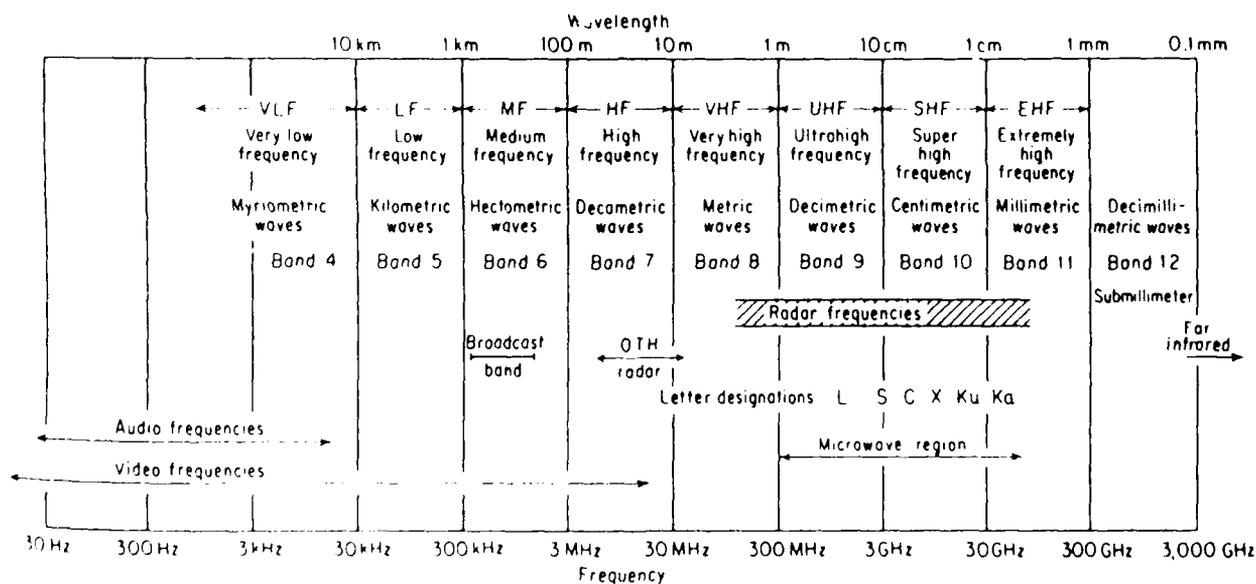 Wavelength
10 km 1 km 100 m 10 m 1 m 10 cm 1 cm 1 mm 0.1 mm
VLF LF MF HF VHF UHF SHF EHF
Very low Low Medium High Very high Ultrahigh Super Extremely
frequency frequency frequency frequency frequency frequency high high
frequency frequency
Myriametric Kilometric Hectometric Decametric Metric Decimetric Centimetric Millimetric Decimilli-
waves waves waves waves waves waves waves waves metric waves
Band 4 Band 5 Band 6 Band 7 Band 8 Band 9 Band 10 Band 11 Band 12
Submillimeter
Radar frequencies
Far
Broadcast OTH infrared
band radar
Letter designations L S C X Ku Ka
Audio frequencies
Microwave region
Video frequencies
30 Hz 300 Hz 3 kHz 30 kHz 300 kHz 3 MHz 30 MHz 300 MHz 3 GHz 30 GHz 300 GHz 3,000 GHz
Frequency